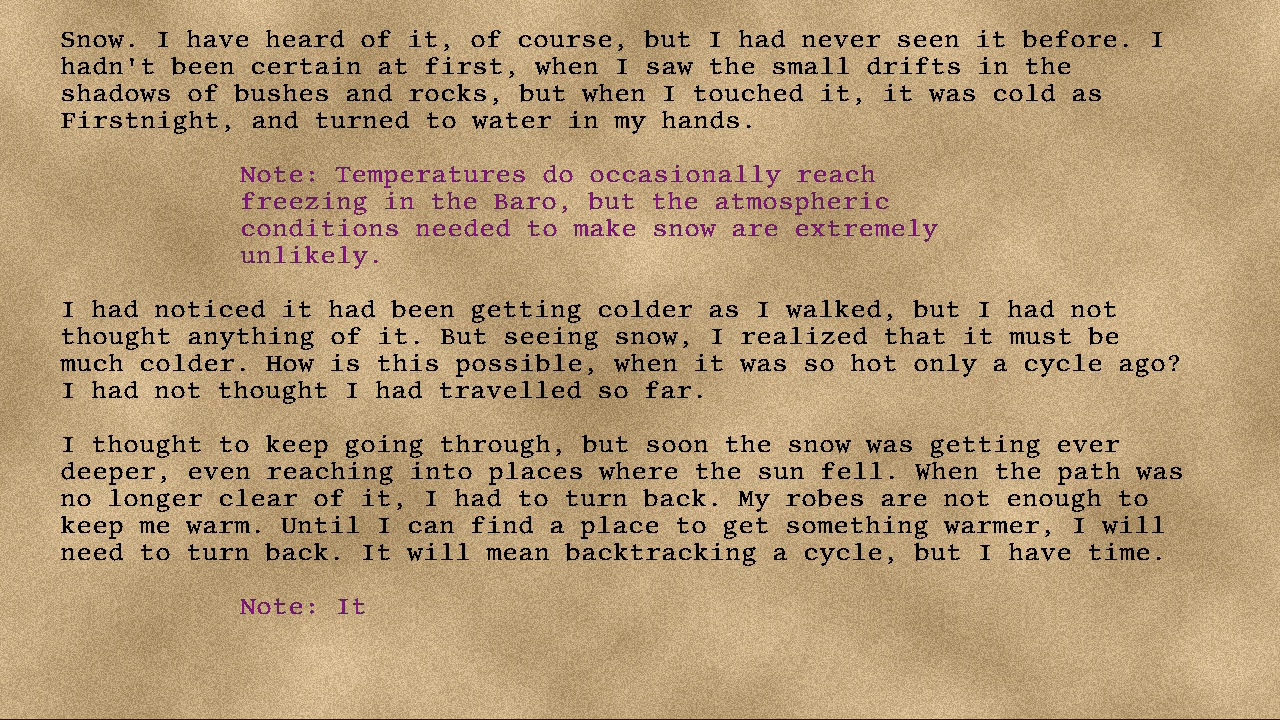 Snow. I have heard of it, of course, but I had never seen it before. I
hadn't been certain at first, when I saw the small drifts in the
shadows of bushes and rocks, but when I touched it, it was cold as
Firstnight, and turned to water in my hands.
Note: Temperatures do occasionally reach
freezing in the Baro, but the atmospheric
conditions needed to make snow are extremely
unlikely.
I had noticed it had been getting colder as I walked, but I had not
thought anything of it. But seeing snow, I realized that it must be
much colder. How is this possible, when it was so hot only a cycle ago?
I had not thought I had travelled so far.
I thought to keep going through, but soon the snow was getting ever
deeper, even reaching into places where the sun fell. When the path was
no longer clear of it, I had to turn back. My robes are not enough to
keep me warm. Until I can find a place to get something warmer, I will
need to turn back. It will mean backtracking a cycle, but I have time.
Note: It